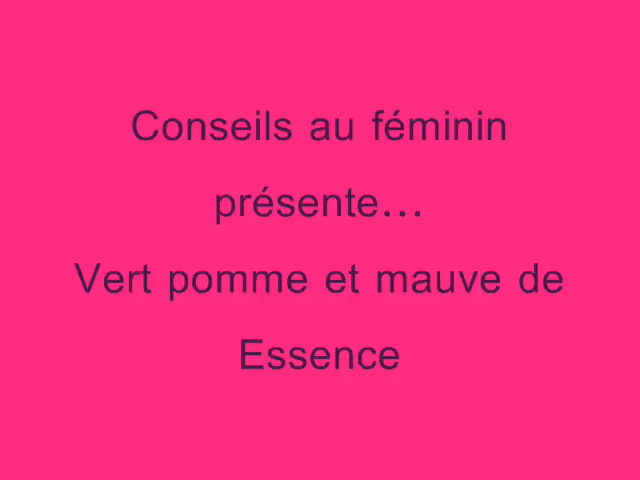 Conseils au féminin
présente...
Vert pomme et mauve de
Essence